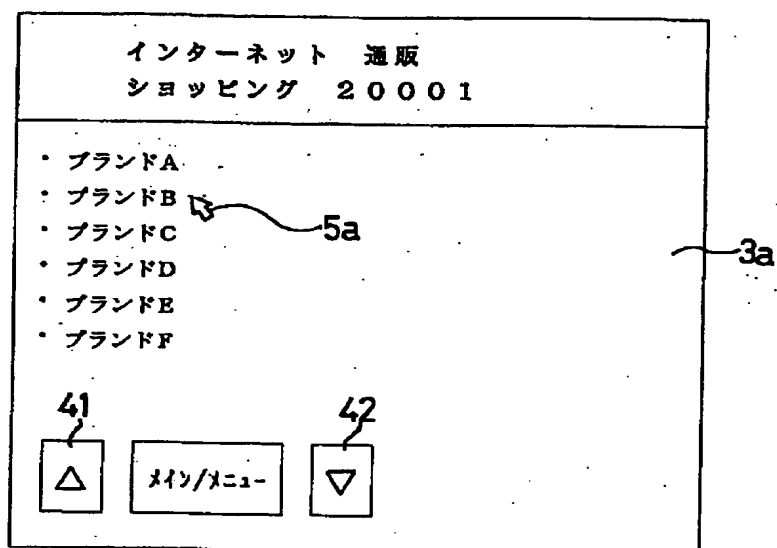 インターネット 通販
ショッピング 20001
・ブランドA
・ブランドB
5a
・ブランドC
3a
・ブランドD
・ブランドE
・ブランドF
41
42
△
メイン/メニュー
▽